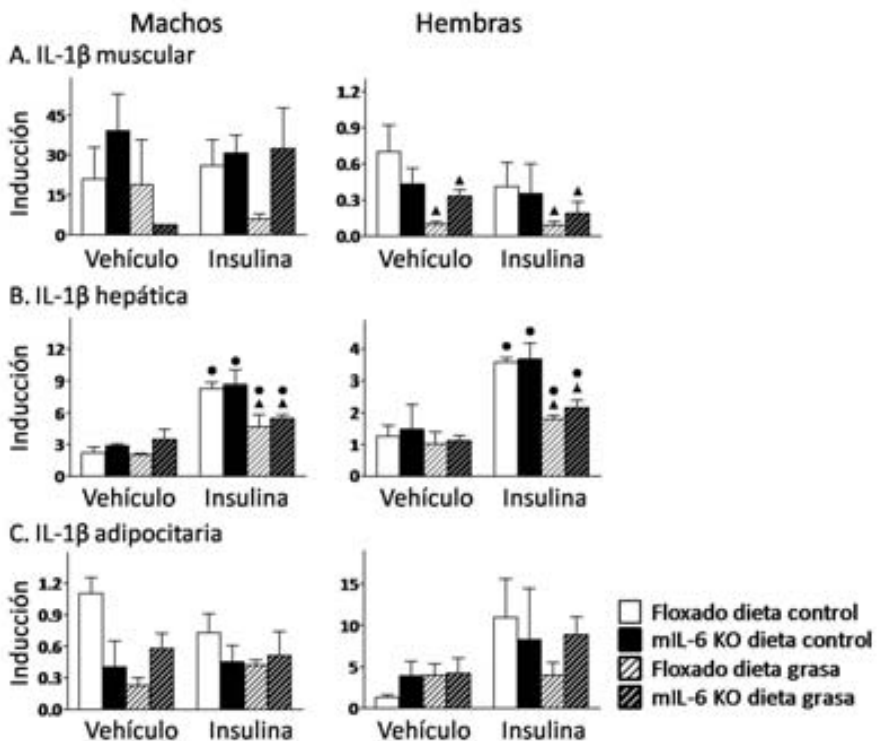 Machos Hembras
A. IL-1β muscular
Inducción
45
30
15
0
Vehículo Insulina
1.2
0.9
0.6
0.3
0.0
Vehículo Insulina
B. IL-1β hepática
Inducción
12
9
6
3
0
Vehículo Insulina
4
3
2
1
0
Vehículo Insulina
C. IL-1β adipocitaria
Inducción
1.2
0.9
0.6
0.3
0.0
Vehículo Insulina
15
10
5
0
Vehículo Insulina
Floxado dieta control
mIL-6 KO dieta control
Floxado dieta grasa
mIL-6 KO dieta grasa